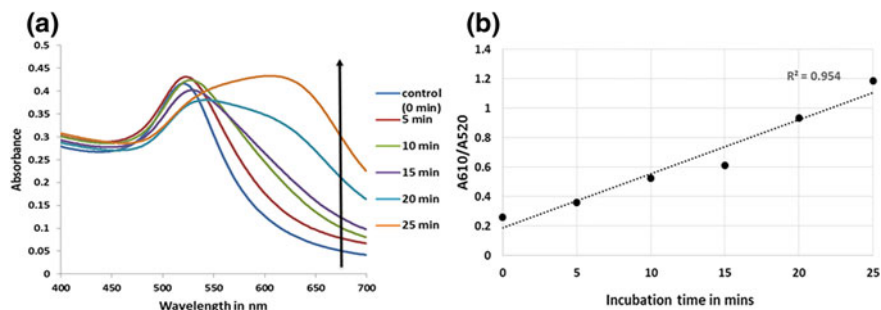 (a)
0.5
0.45
0.4
0.35
0.3
0.25
0.2
0.15
0.1
0.05
0
Absorbance
400 450 500 540 600 650 700
Wavelength in nm
control
(0 min)
5 min
10 min
15 min
20 min
25 min
(b)
1.4
1.2
1
0.8
0.6
0.4
0.2
0
A610/A520
R² = 0.954
0 5 10 15 20 25
Incubation time in mins